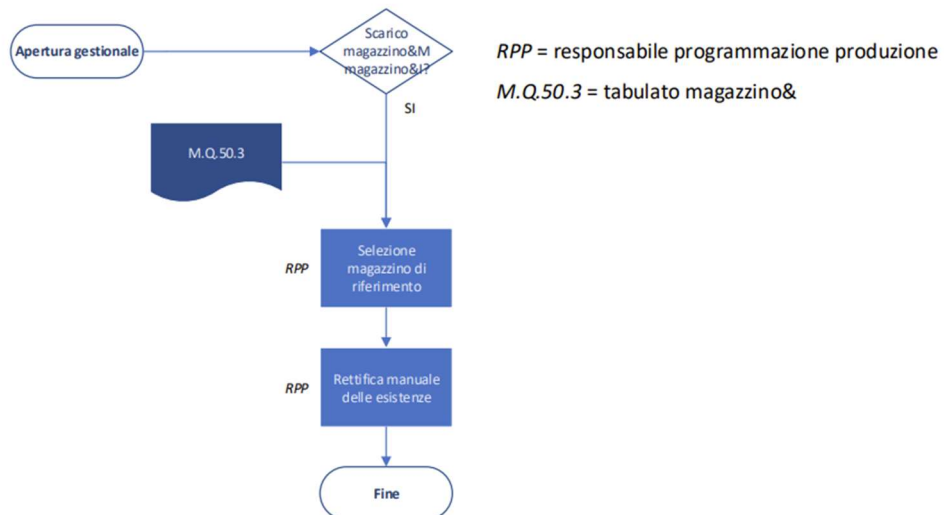 Apertura gestionale
Scarico
magazzino&M
magazzino&I?
SI
M.Q.50.3
RPP
Selezione
magazzino di
riferimento
RPP
Rettifica manuale
delle esistenze
Fine
RPP = responsabile programmazione produzione
M.Q.50.3 = tabulato magazzino&